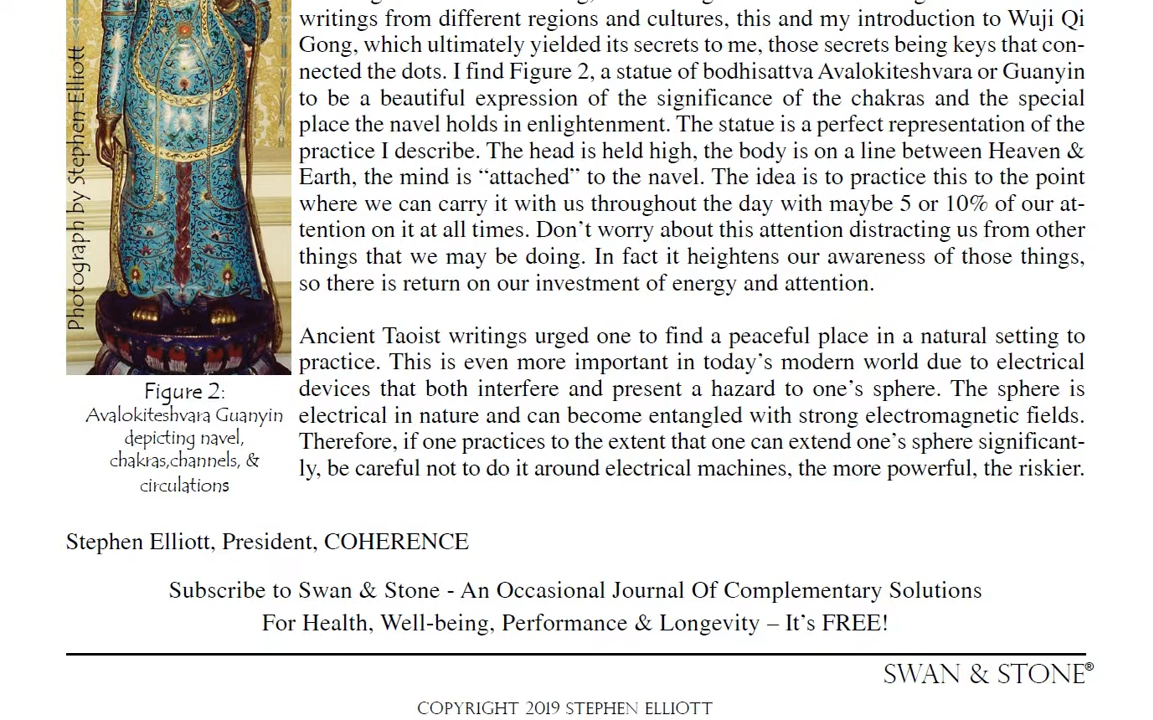 writings from different regions and cultures, this and my introduction to Wuji Qi
Gong, which ultimately yielded its secrets to me, those secrets being keys that con-
nected the dots. I find Figure 2, a statue of bodhisattva Avalokiteshvara or Guanyin
to be a beautiful expression of the significance of the chakras and the special
place the navel holds in enlightenment. The statue is a perfect representation of the
practice I describe. The head is held high, the body is on a line between Heaven &
Earth, the mind is “attached” to the navel. The idea is to practice this to the point
where we can carry it with us throughout the day with maybe 5 or 10% of our at-
tention on it at all times. Don’t worry about this attention distracting us from other
things that we may be doing. In fact it heightens our awareness of those things,
so there is return on our investment of energy and attention.
Photograph by Stephen Elliott
Figure 2:
Avalokiteshvara Guanyin
depicting navel,
chakras,channels, &
circulations
Ancient Taoist writings urged one to find a peaceful place in a natural setting to
practice. This is even more important in today’s modern world due to electrical
devices that both interfere and present a hazard to one’s sphere. The sphere is
electrical in nature and can become entangled with strong electromagnetic fields.
Therefore, if one practices to the extent that one can extend one’s sphere significant-
ly, be careful not to do it around electrical machines, the more powerful, the riskier.
Stephen Elliott, President, COHERENCE
Subscribe to Swan & Stone - An Occasional Journal Of Complementary Solutions
For Health, Well-being, Performance & Longevity – It’s FREE!
SWAN & STONE®
COPYRIGHT 2019 STEPHEN ELLIOTT